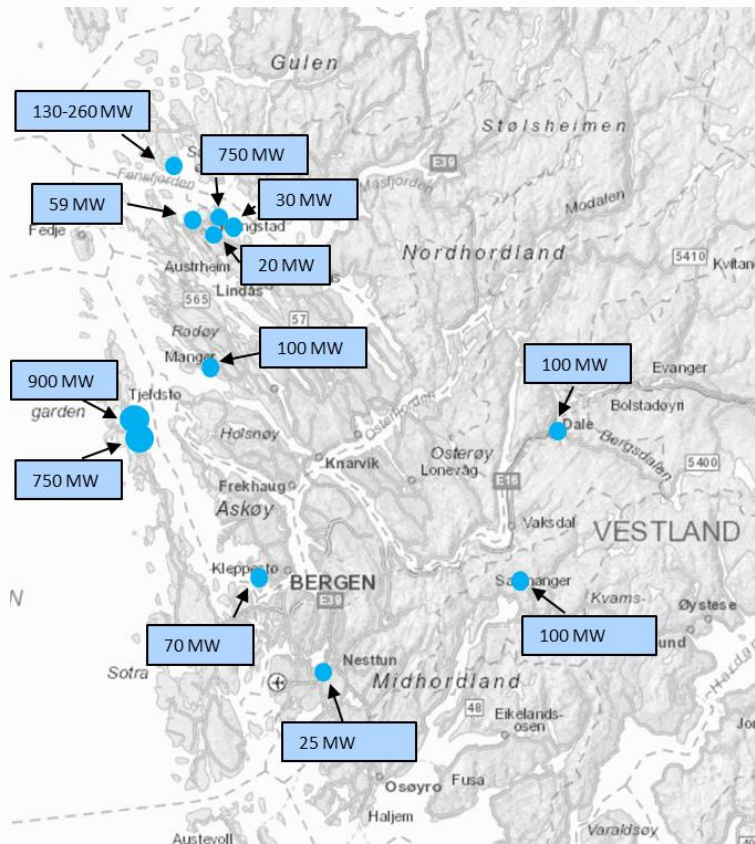 Gulen
130-260 MW
Stølsheimen
750 MW
E39
Fensfjorden
Masfjorden
59 MW
30 MW
Modalen
Fedje
Nordhordland
Austrheim
20 MW
Lindås
5410
565
57
Radøy
Manger
100 MW
100 MW
Evanger
900 MW
Tjeldstø
garden
Bolstadøyri
Dale
Holsnøy
Osterfjorden
Osterøy
Bergsdalen
750 MW
Knarvik
Lonevåg
5400
Frekhaug
E16
Askøy
Vaksdal
VESTLAND
Kleppestø
BERGEN
E39
Kvams-
Øystese
70 MW
100 MW
Sotra
Nesttun
Midhordland
48
25 MW
Eikelands-
osen
Osøyro
Fusa
Haljem
Austevoll
Varaldsøy